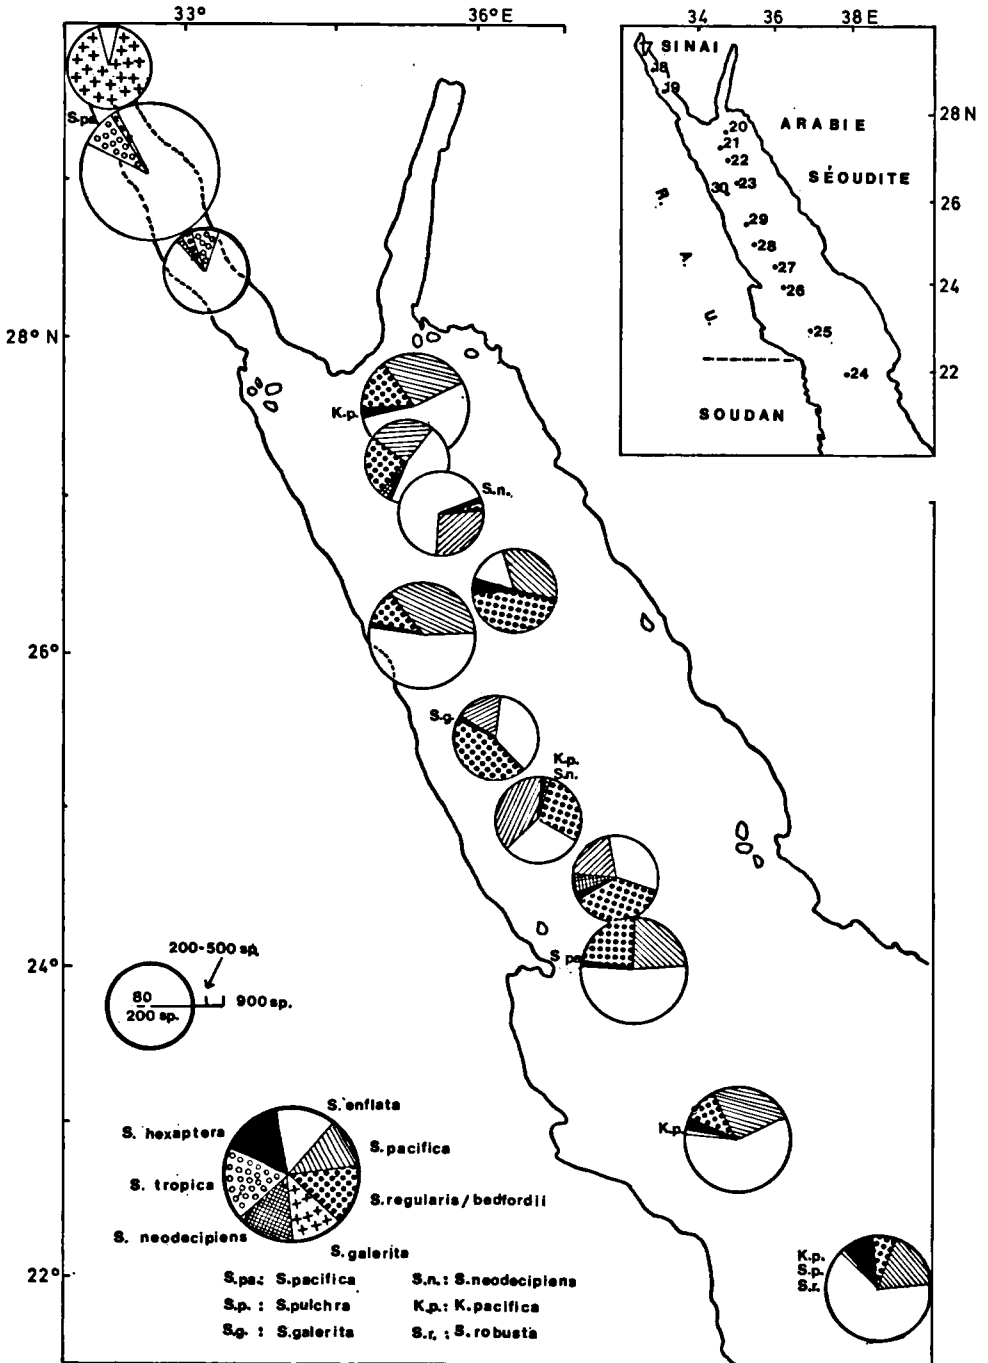 33° 36°E
34 36 38 E
SINAI
18
19
28 N
20
ARABIE
21
22
SÉOUDITE
30 23
26
R.
29
28
A.
27
24
26
U.
25
24
22
SOUDAN
S.pa.
28° N
K.p.
S.n.
26°
S.g.
K.p.
S.n.
S pa
24°
200-500 sp.
80
200 sp.
900 sp.
K.p.
S. enflata
S. hexaptera
S. pacifica
S. tropica
S. regularis / bedfordii
S. neodecipiens
S. galerita
K.p.
S.p.
S.r.
22°
S.pa.: S.pacifica S.n.: S.neodecipiens
S.p. : S.pulchra K.p.: K.pacifica
S.g. : S.galerita S.r. : S.robusta